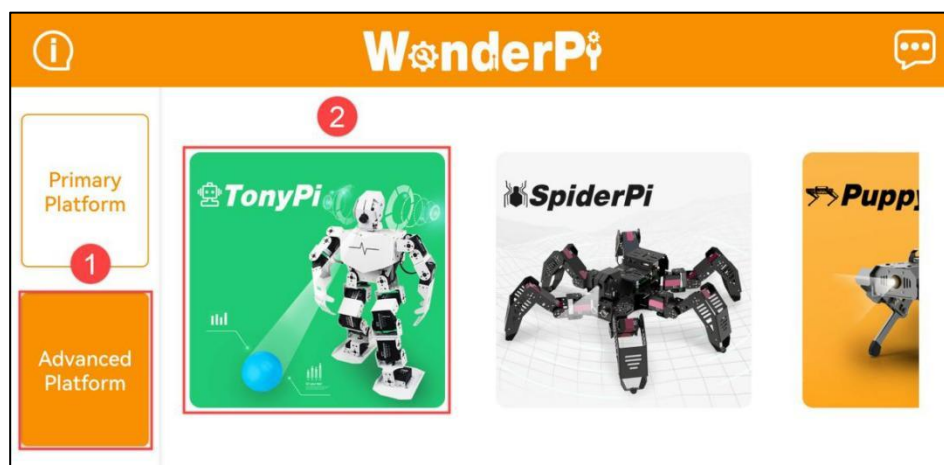 WonderPi
2
Primary
Platform
TonyPi
SpiderPi
Puppy
1
Advanced
Platform